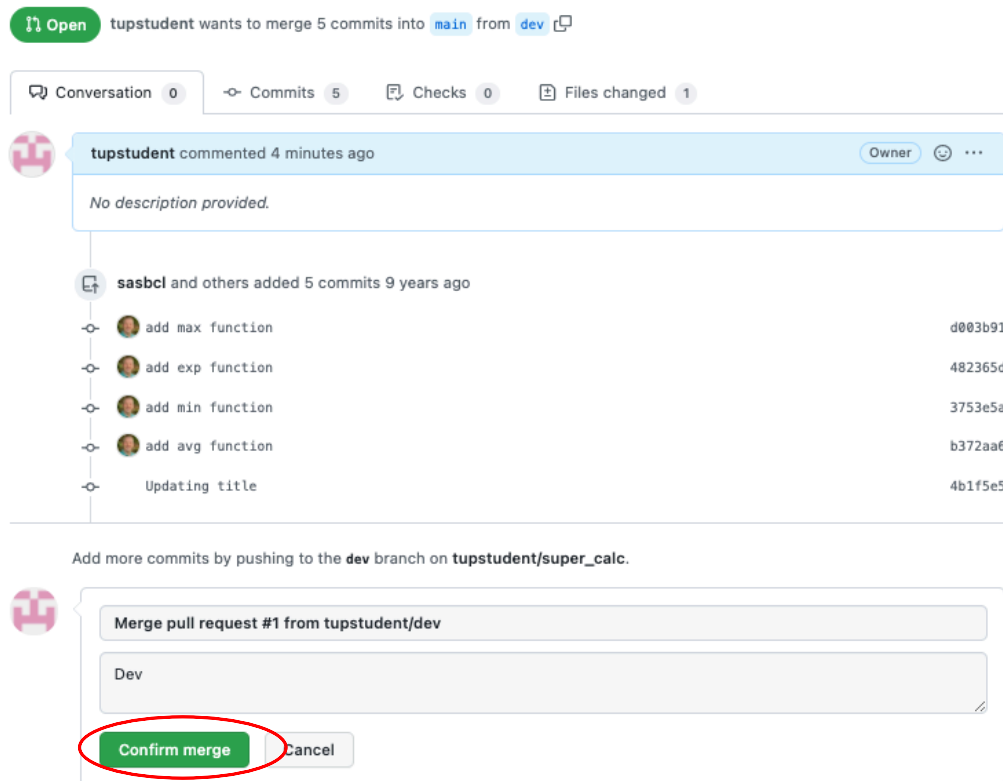 Open tupstudent wants to merge 5 commits into main from dev
Conversation 0 Commits 5 Checks 0 Files changed 1
tupstudent commented 4 minutes ago Owner
No description provided.
sasbcl and others added 5 commits 9 years ago
add max function d003b91
add exp function 482365d
add min function 3753e5a
add avg function b372aa6
Updating title 4b1f5e5
Add more commits by pushing to the dev branch on tupstudent/super_calc.
Merge pull request #1 from tupstudent/dev
Dev
Confirm merge Cancel